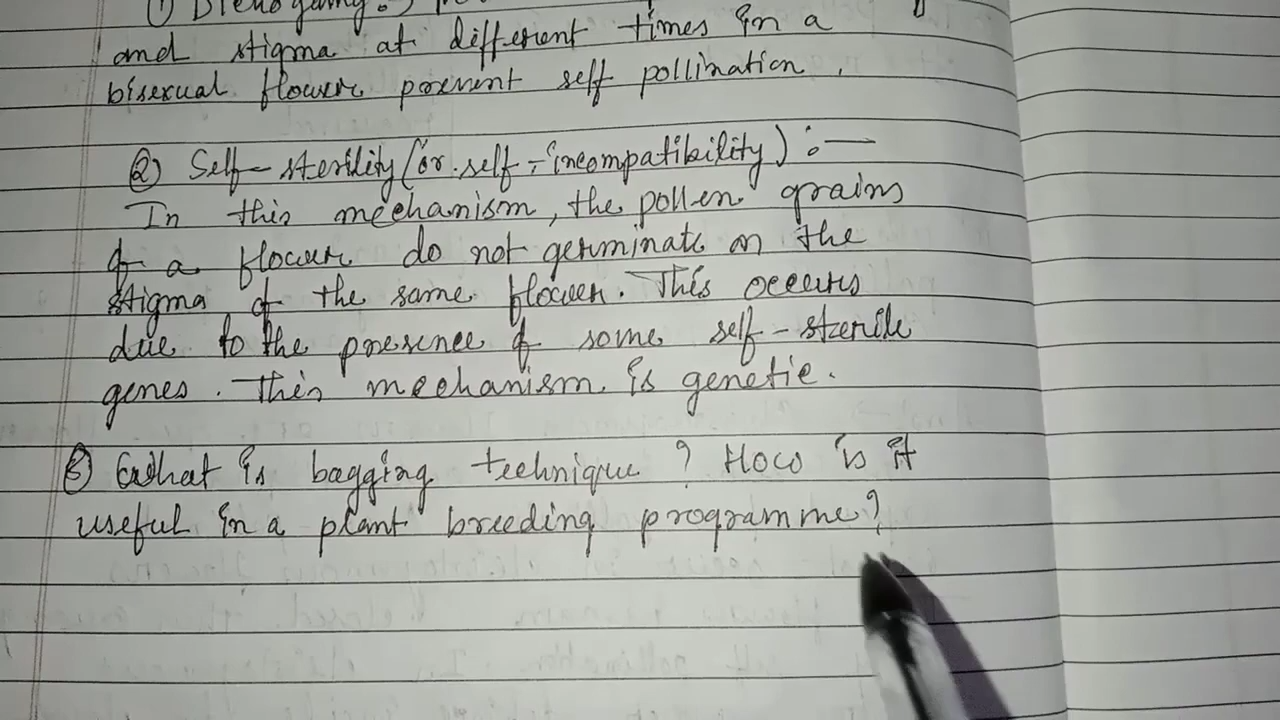 (1) Dichogamy :-
and stigma at different times in a
bisexual flower prevent self pollination.
(2) Self-sterility (or self-incompatibility) :—
In this mechanism, the pollen grains
of a flower do not germinate on the
stigma of the same flower. This occurs
due to the presence of some self-sterile
genes. This mechanism is genetic.
What is bagging technique? How is it
useful in a plant breeding programme?